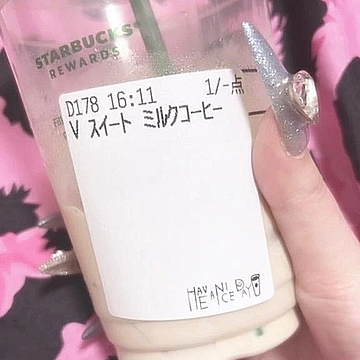 STARBUCKS
REWARDS
D178 16:11 1/-点
V スイート ミルクコーヒー
HAVE A NICE DAY